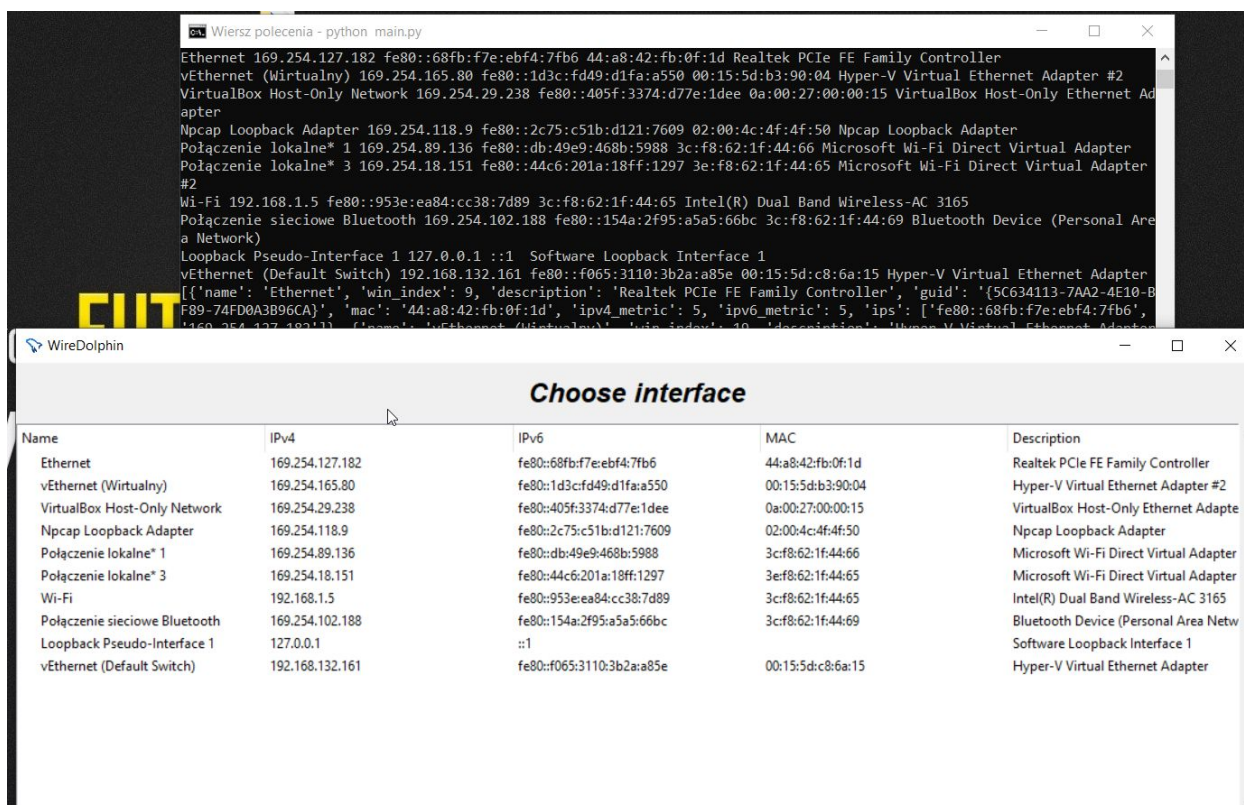 Wiersz polecenia - python main.py
Ethernet 169.254.127.182 fe80::68fb:f7e:ebf4:7fb6 44:a8:42:fb:0f:1d Realtek PCIe FE Family Controller
vEthernet (Wirtualny) 169.254.165.80 fe80::1d3c:fd49:d1fa:a550 00:15:5d:b3:90:04 Hyper-V Virtual Ethernet Adapter #2
VirtualBox Host-Only Network 169.254.29.238 fe80::405f:3374:d77e:1dee 0a:00:27:00:00:15 VirtualBox Host-Only Ethernet Ad
apter
Npcap Loopback Adapter 169.254.118.9 fe80::2c75:c51b:d121:7609 02:00:4c:4f:4f:50 Npcap Loopback Adapter
Połączenie lokalne* 1 169.254.89.136 fe80::db:49e9:468b:5988 3c:f8:62:1f:44:66 Microsoft Wi-Fi Direct Virtual Adapter
Połączenie lokalne* 3 169.254.18.151 fe80::44c6:201a:18ff:1297 3e:f8:62:1f:44:65 Microsoft Wi-Fi Direct Virtual Adapter
#2
Wi-Fi 192.168.1.5 fe80::953e:ea84:cc38:7d89 3c:f8:62:1f:44:65 Intel(R) Dual Band Wireless-AC 3165
Połączenie sieciowe Bluetooth 169.254.102.188 fe80::154a:2f95:a5a5:66bc 3c:f8:62:1f:44:69 Bluetooth Device (Personal Are
a Network)
Loopback Pseudo-Interface 1 127.0.0.1 ::1  Software Loopback Interface 1
vEthernet (Default Switch) 192.168.132.161 fe80::f065:3110:3b2a:a85e 00:15:5d:c8:6a:15 Hyper-V Virtual Ethernet Adapter
[{'name': 'Ethernet', 'win_index': 9, 'description': 'Realtek PCIe FE Family Controller', 'guid': '{5C634113-7AA2-4E10-B
F89-74FD0A3B96CA}', 'mac': '44:a8:42:fb:0f:1d', 'ipv4_metric': 5, 'ipv6_metric': 5, 'ips': ['fe80::68fb:f7e:ebf4:7fb6',
'169.254.127.182']}, {'name': 'vEthernet (Wirtualny)', 'win_index': 19, 'description': 'Hyper-V Virtual Ethernet Adapter
WireDolphin
Choose interface
Name IPv4 IPv6 MAC Description
Ethernet 169.254.127.182 fe80::68fb:f7e:ebf4:7fb6 44:a8:42:fb:0f:1d Realtek PCIe FE Family Controller
vEthernet (Wirtualny) 169.254.165.80 fe80::1d3c:fd49:d1fa:a550 00:15:5d:b3:90:04 Hyper-V Virtual Ethernet Adapter #2
VirtualBox Host-Only Network 169.254.29.238 fe80::405f:3374:d77e:1dee 0a:00:27:00:00:15 VirtualBox Host-Only Ethernet Adapte
Npcap Loopback Adapter 169.254.118.9 fe80::2c75:c51b:d121:7609 02:00:4c:4f:4f:50 Npcap Loopback Adapter
Połączenie lokalne* 1 169.254.89.136 fe80::db:49e9:468b:5988 3c:f8:62:1f:44:66 Microsoft Wi-Fi Direct Virtual Adapter
Połączenie lokalne* 3 169.254.18.151 fe80::44c6:201a:18ff:1297 3e:f8:62:1f:44:65 Microsoft Wi-Fi Direct Virtual Adapter
Wi-Fi 192.168.1.5 fe80::953e:ea84:cc38:7d89 3c:f8:62:1f:44:65 Intel(R) Dual Band Wireless-AC 3165
Połączenie sieciowe Bluetooth 169.254.102.188 fe80::154a:2f95:a5a5:66bc 3c:f8:62:1f:44:69 Bluetooth Device (Personal Area Netw
Loopback Pseudo-Interface 1 127.0.0.1 ::1 Software Loopback Interface 1
vEthernet (Default Switch) 192.168.132.161 fe80::f065:3110:3b2a:a85e 00:15:5d:c8:6a:15 Hyper-V Virtual Ethernet Adapter